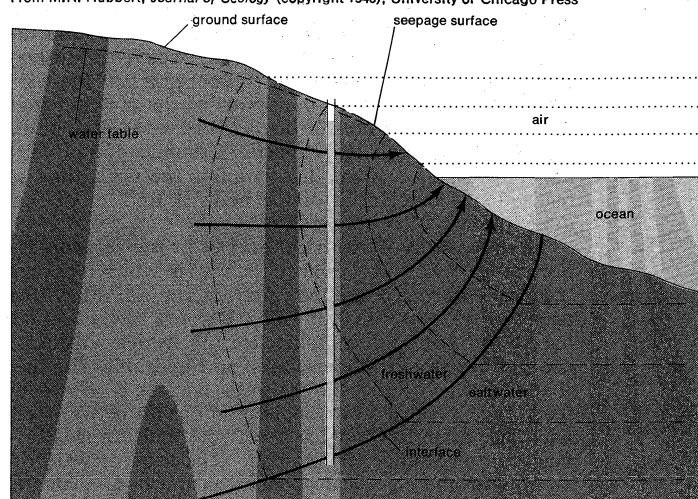 From M.K. Hubbert, Journal of Geology (copyright 1940), University of Chicago Press
ground surface
seepage surface
air
water table
ocean
freshwater
saltwater
interface